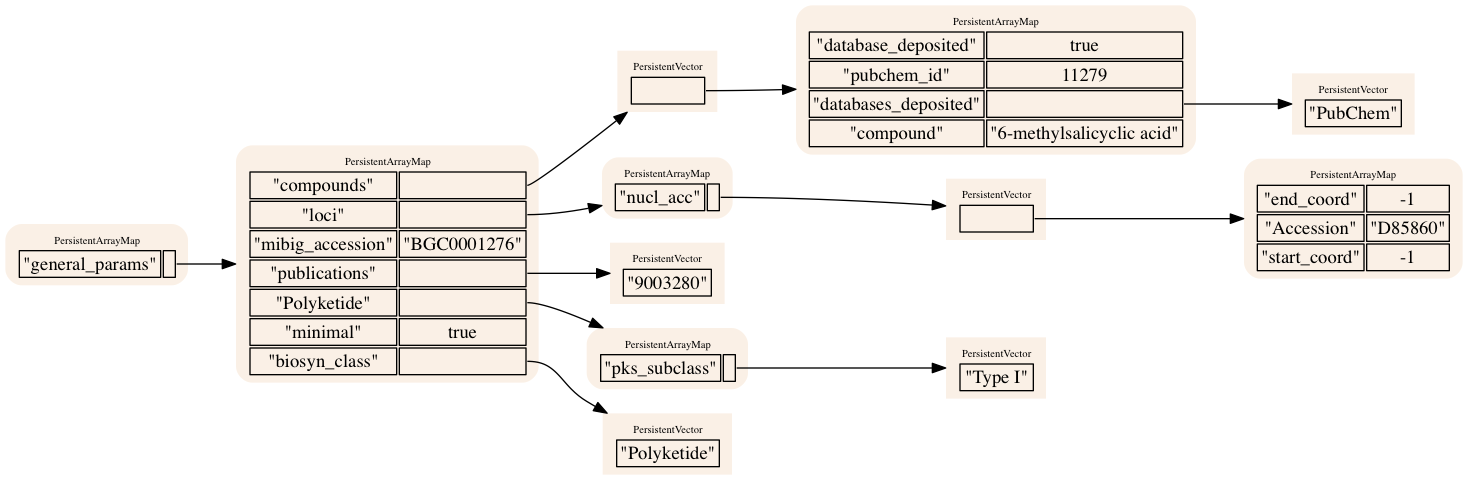 PersistentArrayMap
"general_params"
PersistentArrayMap
"compounds"
"loci"
"mibig_accession" "BGC0001276"
"publications"
"Polyketide"
"minimal" true
"biosyn_class"
PersistentVector
PersistentArrayMap
"database_deposited" true
"pubchem_id" 11279
"databases_deposited"
"compound" "6-methylsalicyclic acid"
PersistentVector
"PubChem"
PersistentArrayMap
"nucl_acc"
PersistentVector
PersistentArrayMap
"end_coord" -1
"Accession" "D85860"
"start_coord" -1
PersistentVector
"9003280"
PersistentArrayMap
"pks_subclass"
PersistentVector
"Type I"
PersistentVector
"Polyketide"